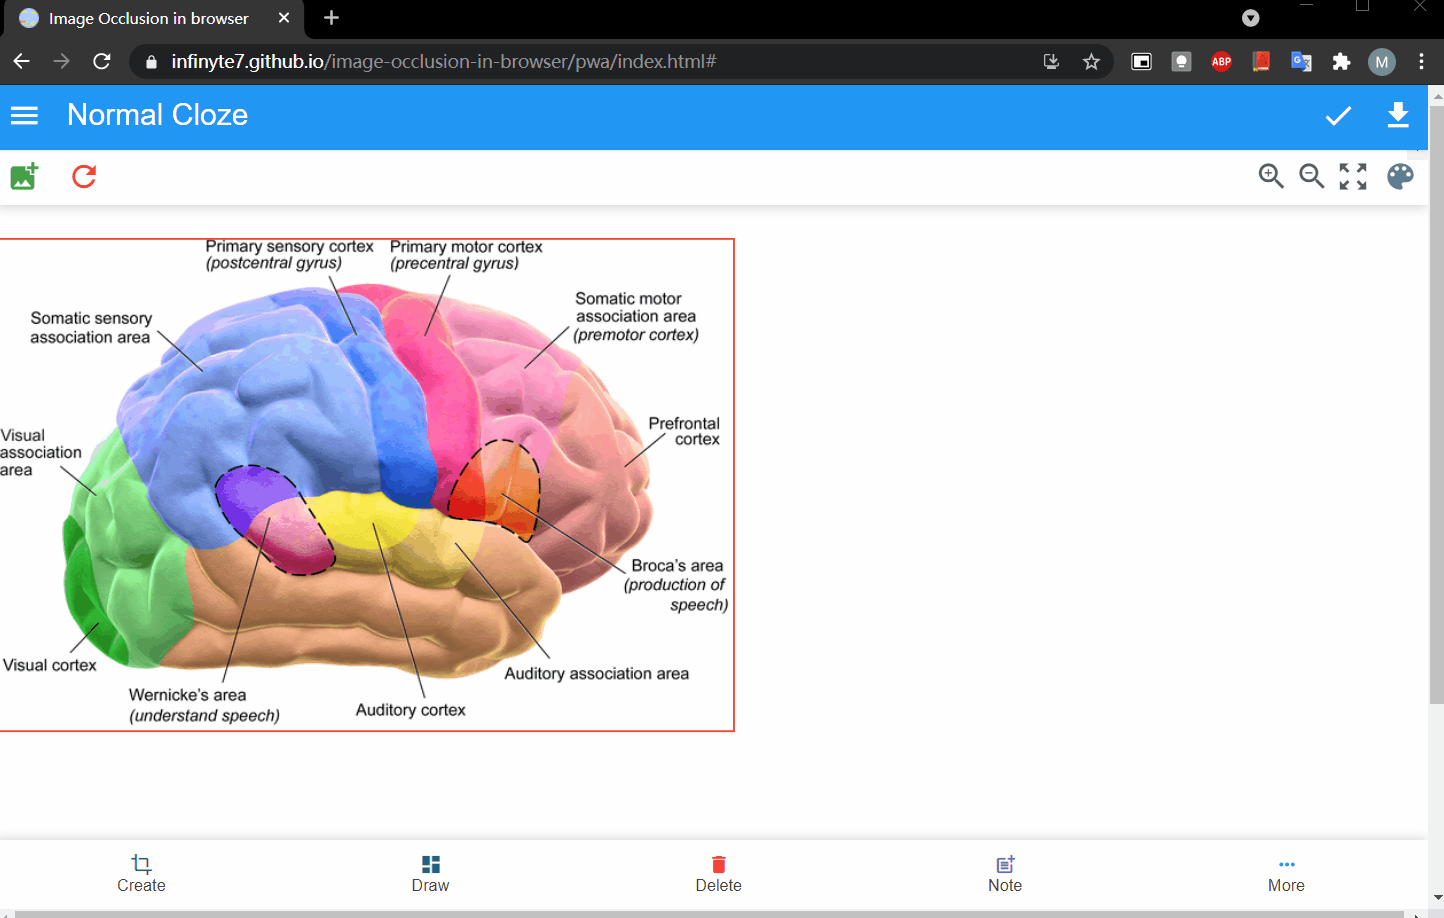 Image Occlusion in browser
infinyte7.github.io/image-occlusion-in-browser/pwa/index.html#
ABP
G
M
Normal Cloze
Primary sensory cortex
(postcentral gyrus)
Primary motor cortex
(precentral gyrus)
Somatic motor
association area
(premotor cortex)
Somatic sensory
association area
Prefrontal
cortex
Visual
association
area
Broca's area
(production of
speech)
Visual cortex
Auditory association area
Wernicke's area
(understand speech)
Auditory cortex
Create
Draw
Delete
Note
More